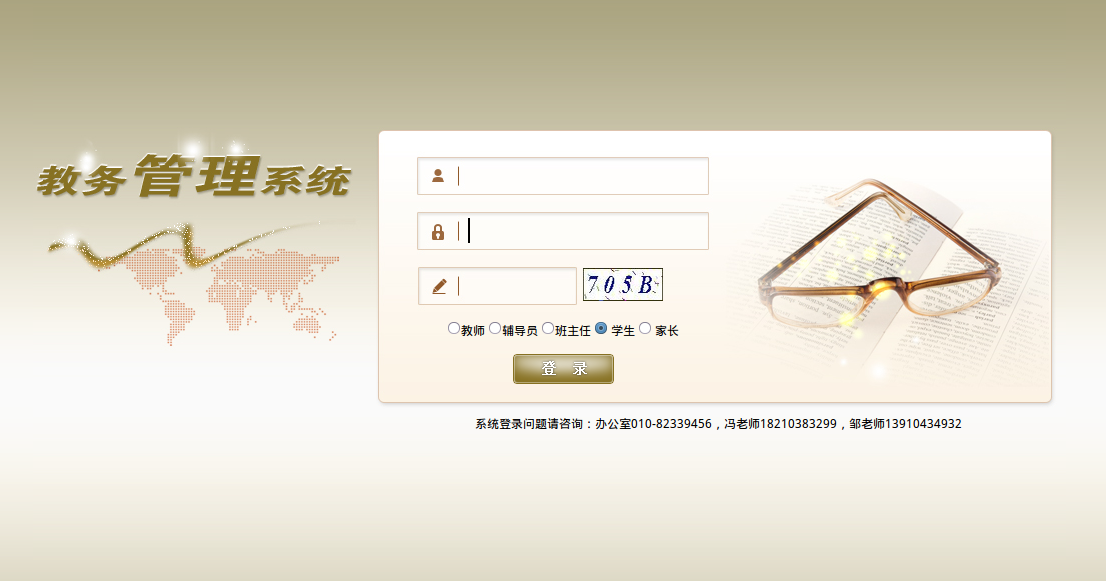 教务管理系统
705B
教师 辅导员 班主任 学生 家长
登 录
系统登录问题请咨询：办公室010-82339456，冯老师18210383299，邹老师13910434932